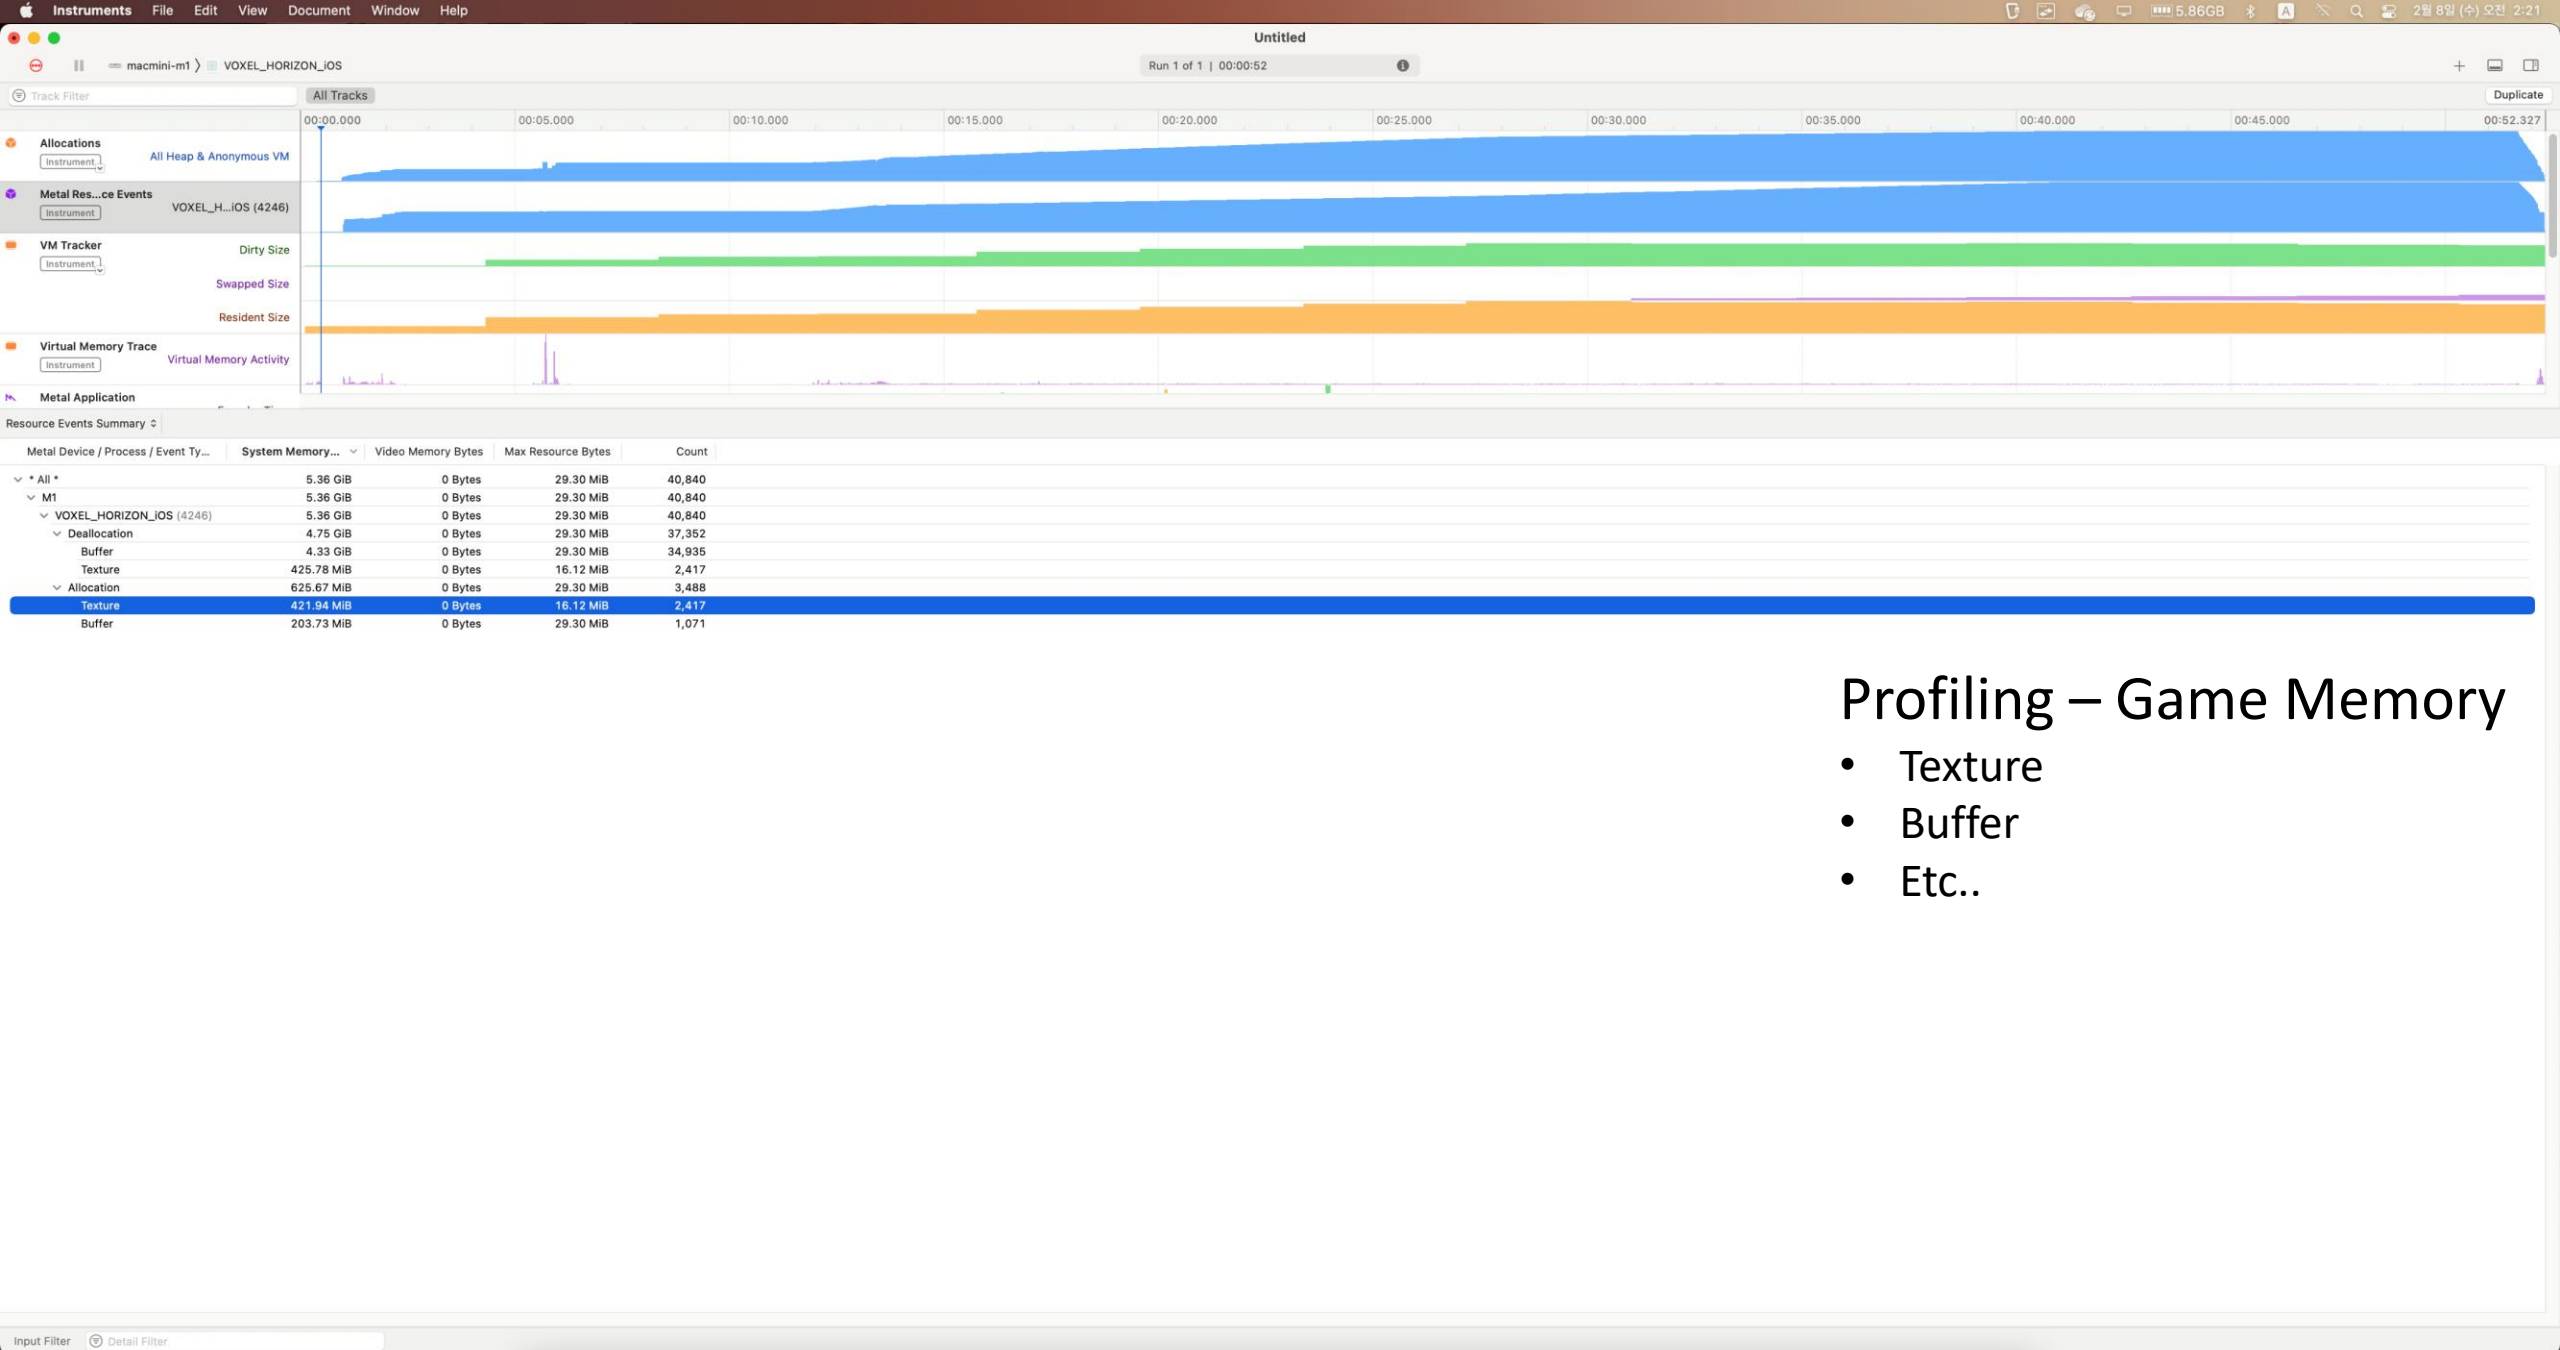 Instruments File Edit View Document Window Help 5.86GB A 2월 8일 (수) 오전 2:21
Untitled
macmini-m1 〉 VOXEL_HORIZON_iOS Run 1 of 1 | 00:00:52
Track Filter All Tracks Duplicate
00:00.000 00:05.000 00:10.000 00:15.000 00:20.000 00:25.000 00:30.000 00:35.000 00:40.000 00:45.000 00:52.327
Allocations
Instrument All Heap & Anonymous VM
Metal Res...ce Events
Instrument VOXEL_H...iOS (4246)
VM Tracker Dirty Size
Instrument
Swapped Size
Resident Size
Virtual Memory Trace
Instrument Virtual Memory Activity
Metal Application
Resource Events Summary
Metal Device / Process / Event Ty... System Memory... Video Memory Bytes Max Resource Bytes Count
* All * 5.36 GiB 0 Bytes 29.30 MiB 40,840
M1 5.36 GiB 0 Bytes 29.30 MiB 40,840
VOXEL_HORIZON_iOS (4246) 5.36 GiB 0 Bytes 29.30 MiB 40,840
Deallocation 4.75 GiB 0 Bytes 29.30 MiB 37,352
Buffer 4.33 GiB 0 Bytes 29.30 MiB 34,935
Texture 425.78 MiB 0 Bytes 16.12 MiB 2,417
Allocation 625.67 MiB 0 Bytes 29.30 MiB 3,488
Texture 421.94 MiB 0 Bytes 16.12 MiB 2,417
Buffer 203.73 MiB 0 Bytes 29.30 MiB 1,071
Profiling – Game Memory
• Texture
• Buffer
• Etc..
Input Filter Detail Filter